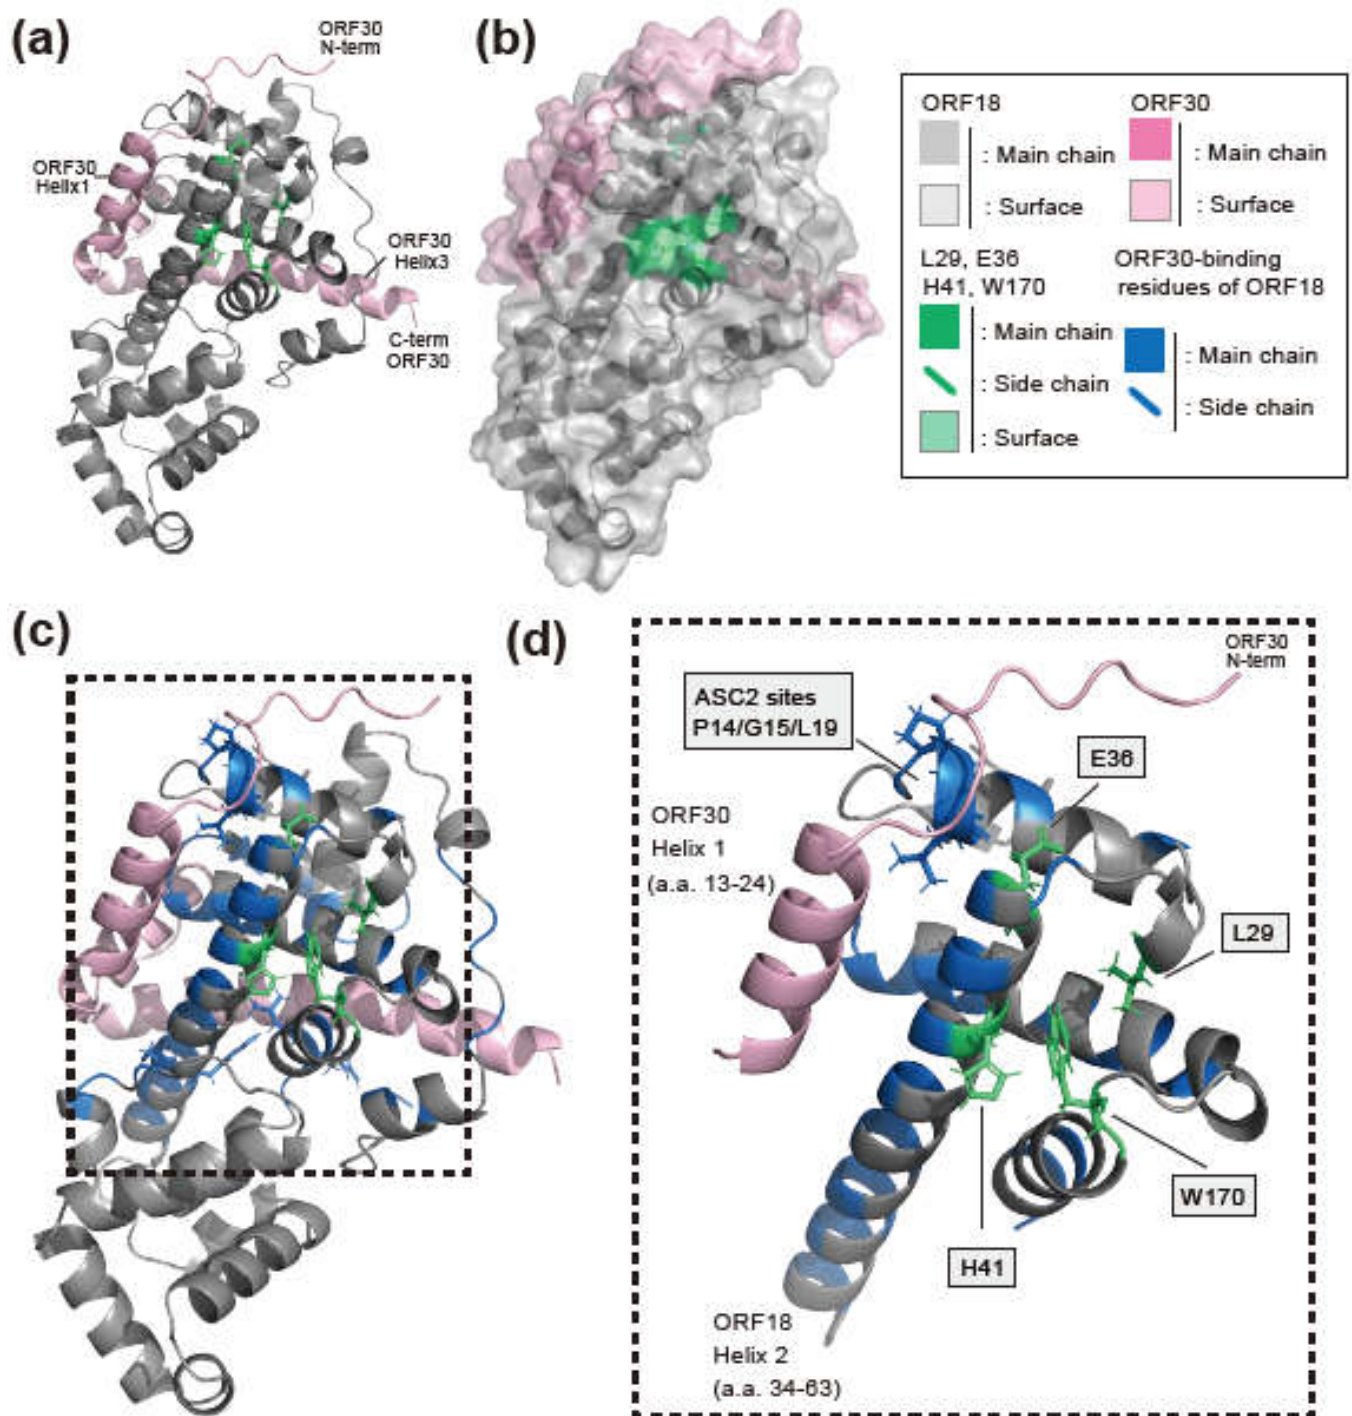 (a)
ORF30
N-term
ORF30
Helix1
ORF30
Helix3
C-term
ORF30
(b)
ORF18
: Main chain
: Surface
ORF30
: Main chain
: Surface
L29, E36
H41, W170
: Main chain
: Side chain
: Surface
ORF30-binding
residues of ORF18
: Main chain
: Side chain
(c)
(d)
ORF30
N-term
ASC2 sites
P14/G15/L19
E36
ORF30
Helix 1
(a.a. 13-24)
L29
W170
H41
ORF18
Helix 2
(a.a. 34-63)